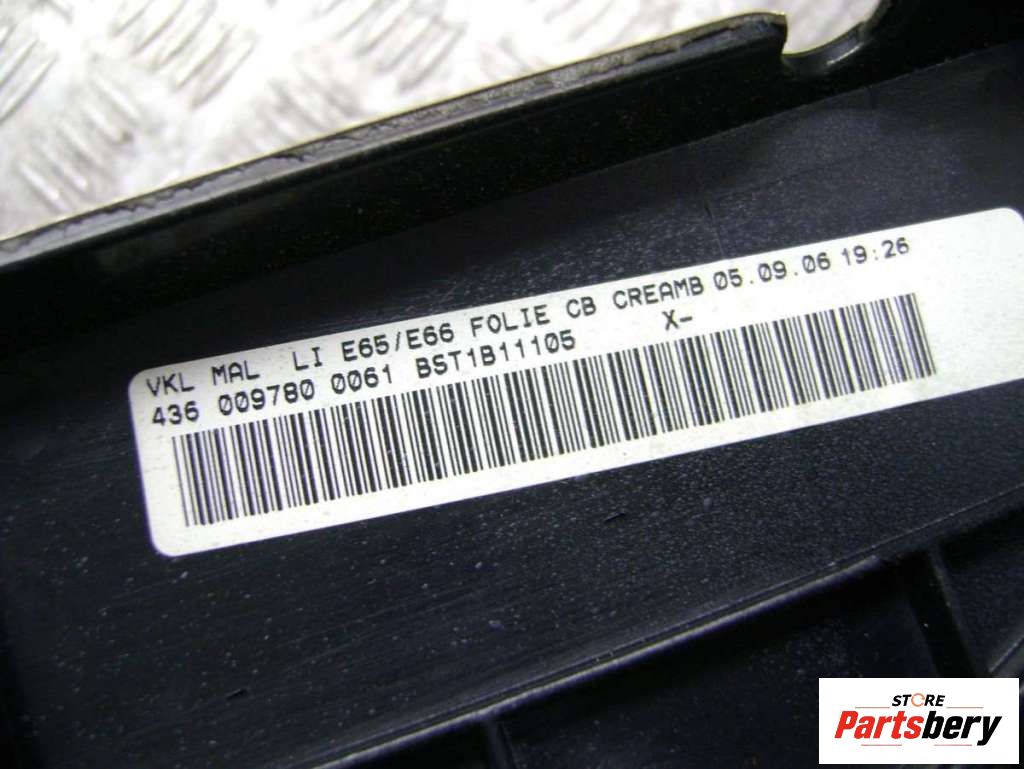 VKL MAL LI E65/E66 FOLIE CB CREAMB 05.09.06 19:26
436 009780 0061 BST1B11105 X-
STORE
Partsbery